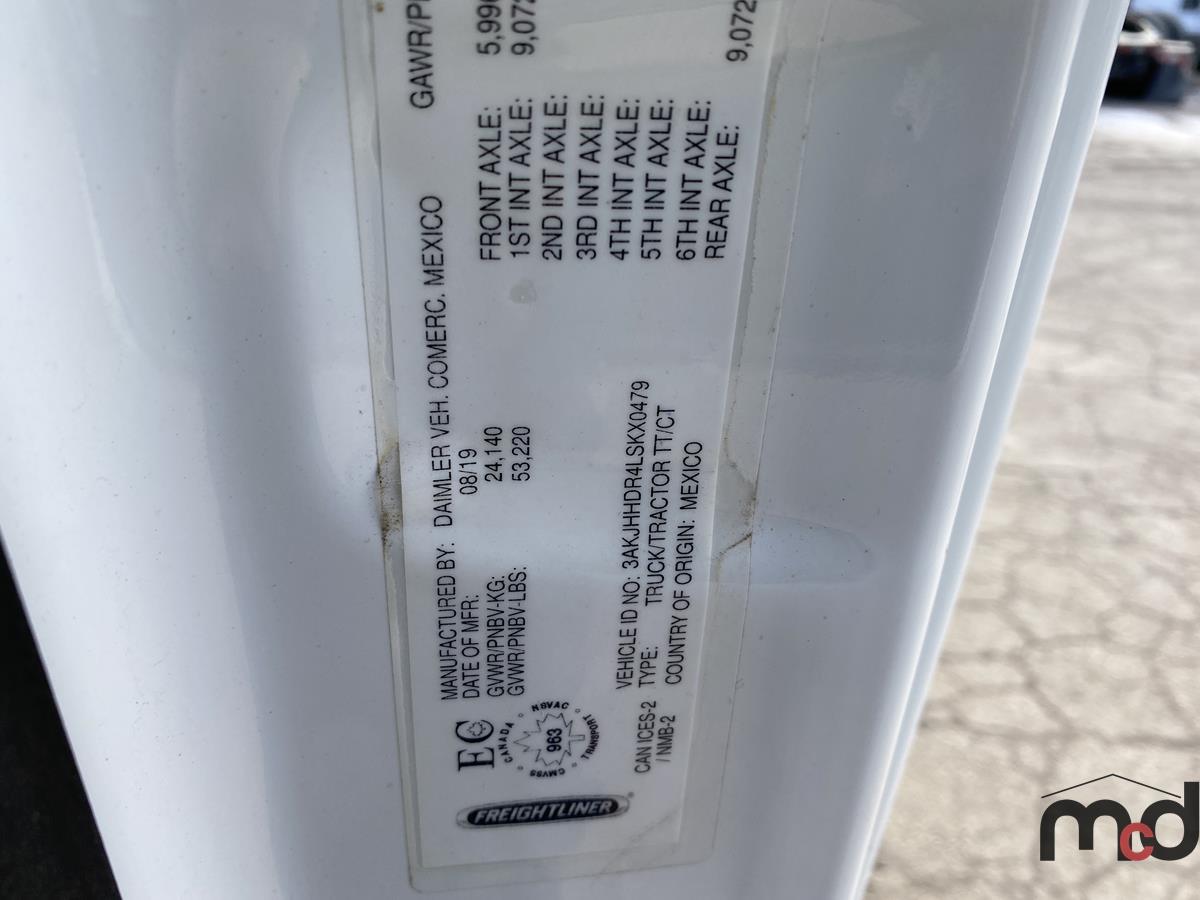 MANUFACTURED BY: DAIMLER VEH. COMERC. MEXICO
DATE OF MFR: 08/19
GVWR/PNBV-KG: 24,140
GVWR/PNBV-LBS: 53,220
GAWR/
FRONT AXLE: 5,99
1ST INT AXLE: 9,072
2ND INT AXLE:
3RD INT AXLE:
4TH INT AXLE:
5TH INT AXLE:
6TH INT AXLE:
REAR AXLE: 9,072
VEHICLE ID NO: 3AKJHHDR4LSKX0479
TYPE: TRUCK/TRACTOR TT/CT
COUNTRY OF ORIGIN: MEXICO
EC
CANADA
NSVAC
963
CMVSS
TRANSPORT
CAN ICES-2
/ NMB-2
FREIGHTLINER®
mcd